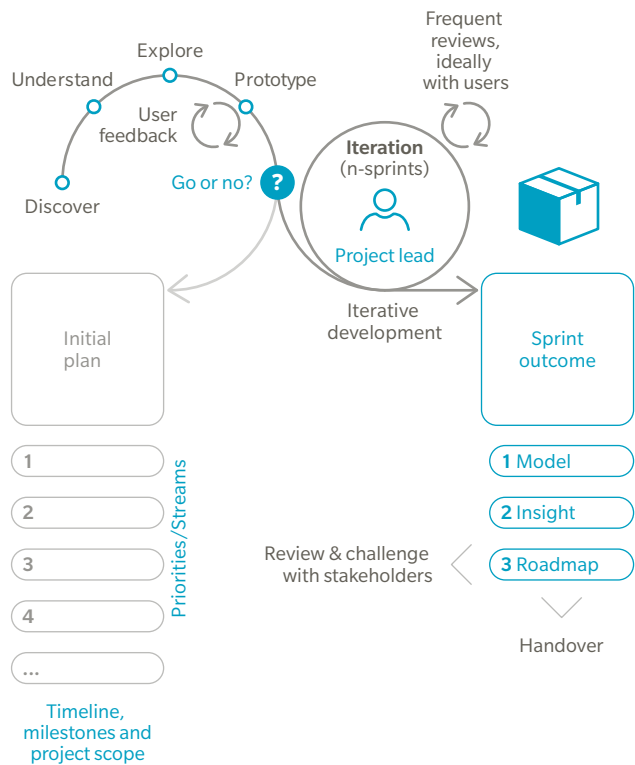 Explore
Understand
Prototype
User
feedback
Discover
Go or no?
?
Frequent
reviews,
ideally
with users
Iteration
(n-sprints)
Project lead
Iterative
development
Initial
plan
1
2
3
4
...
Priorities/Streams
Timeline,
milestones and
project scope
Sprint
outcome
1 Model
2 Insight
3 Roadmap
Review & challenge
with stakeholders
Handover